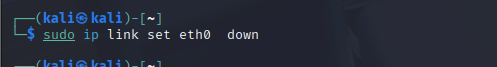 ┌──(kali㉿kali)-[~]
└─$ sudo ip link set eth0  down